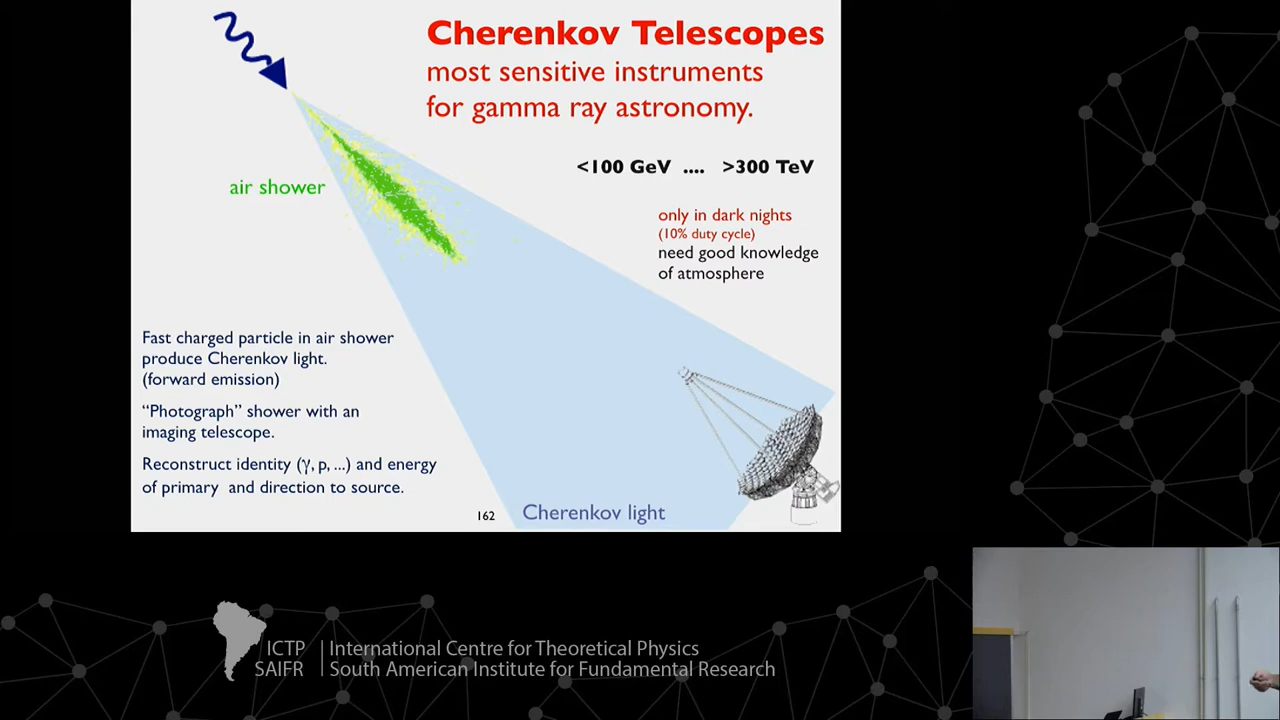 Cherenkov Telescopes
most sensitive instruments
for gamma ray astronomy.
<100 GeV .... >300 TeV
air shower
only in dark nights
(10% duty cycle)
need good knowledge
of atmosphere
Fast charged particle in air shower
produce Cherenkov light.
(forward emission)
“Photograph” shower with an
imaging telescope.
Reconstruct identity (γ, p, ...) and energy
of primary and direction to source.
162
Cherenkov light
ICTP
SAIFR
International Centre for Theoretical Physics
South American Institute for Fundamental Research